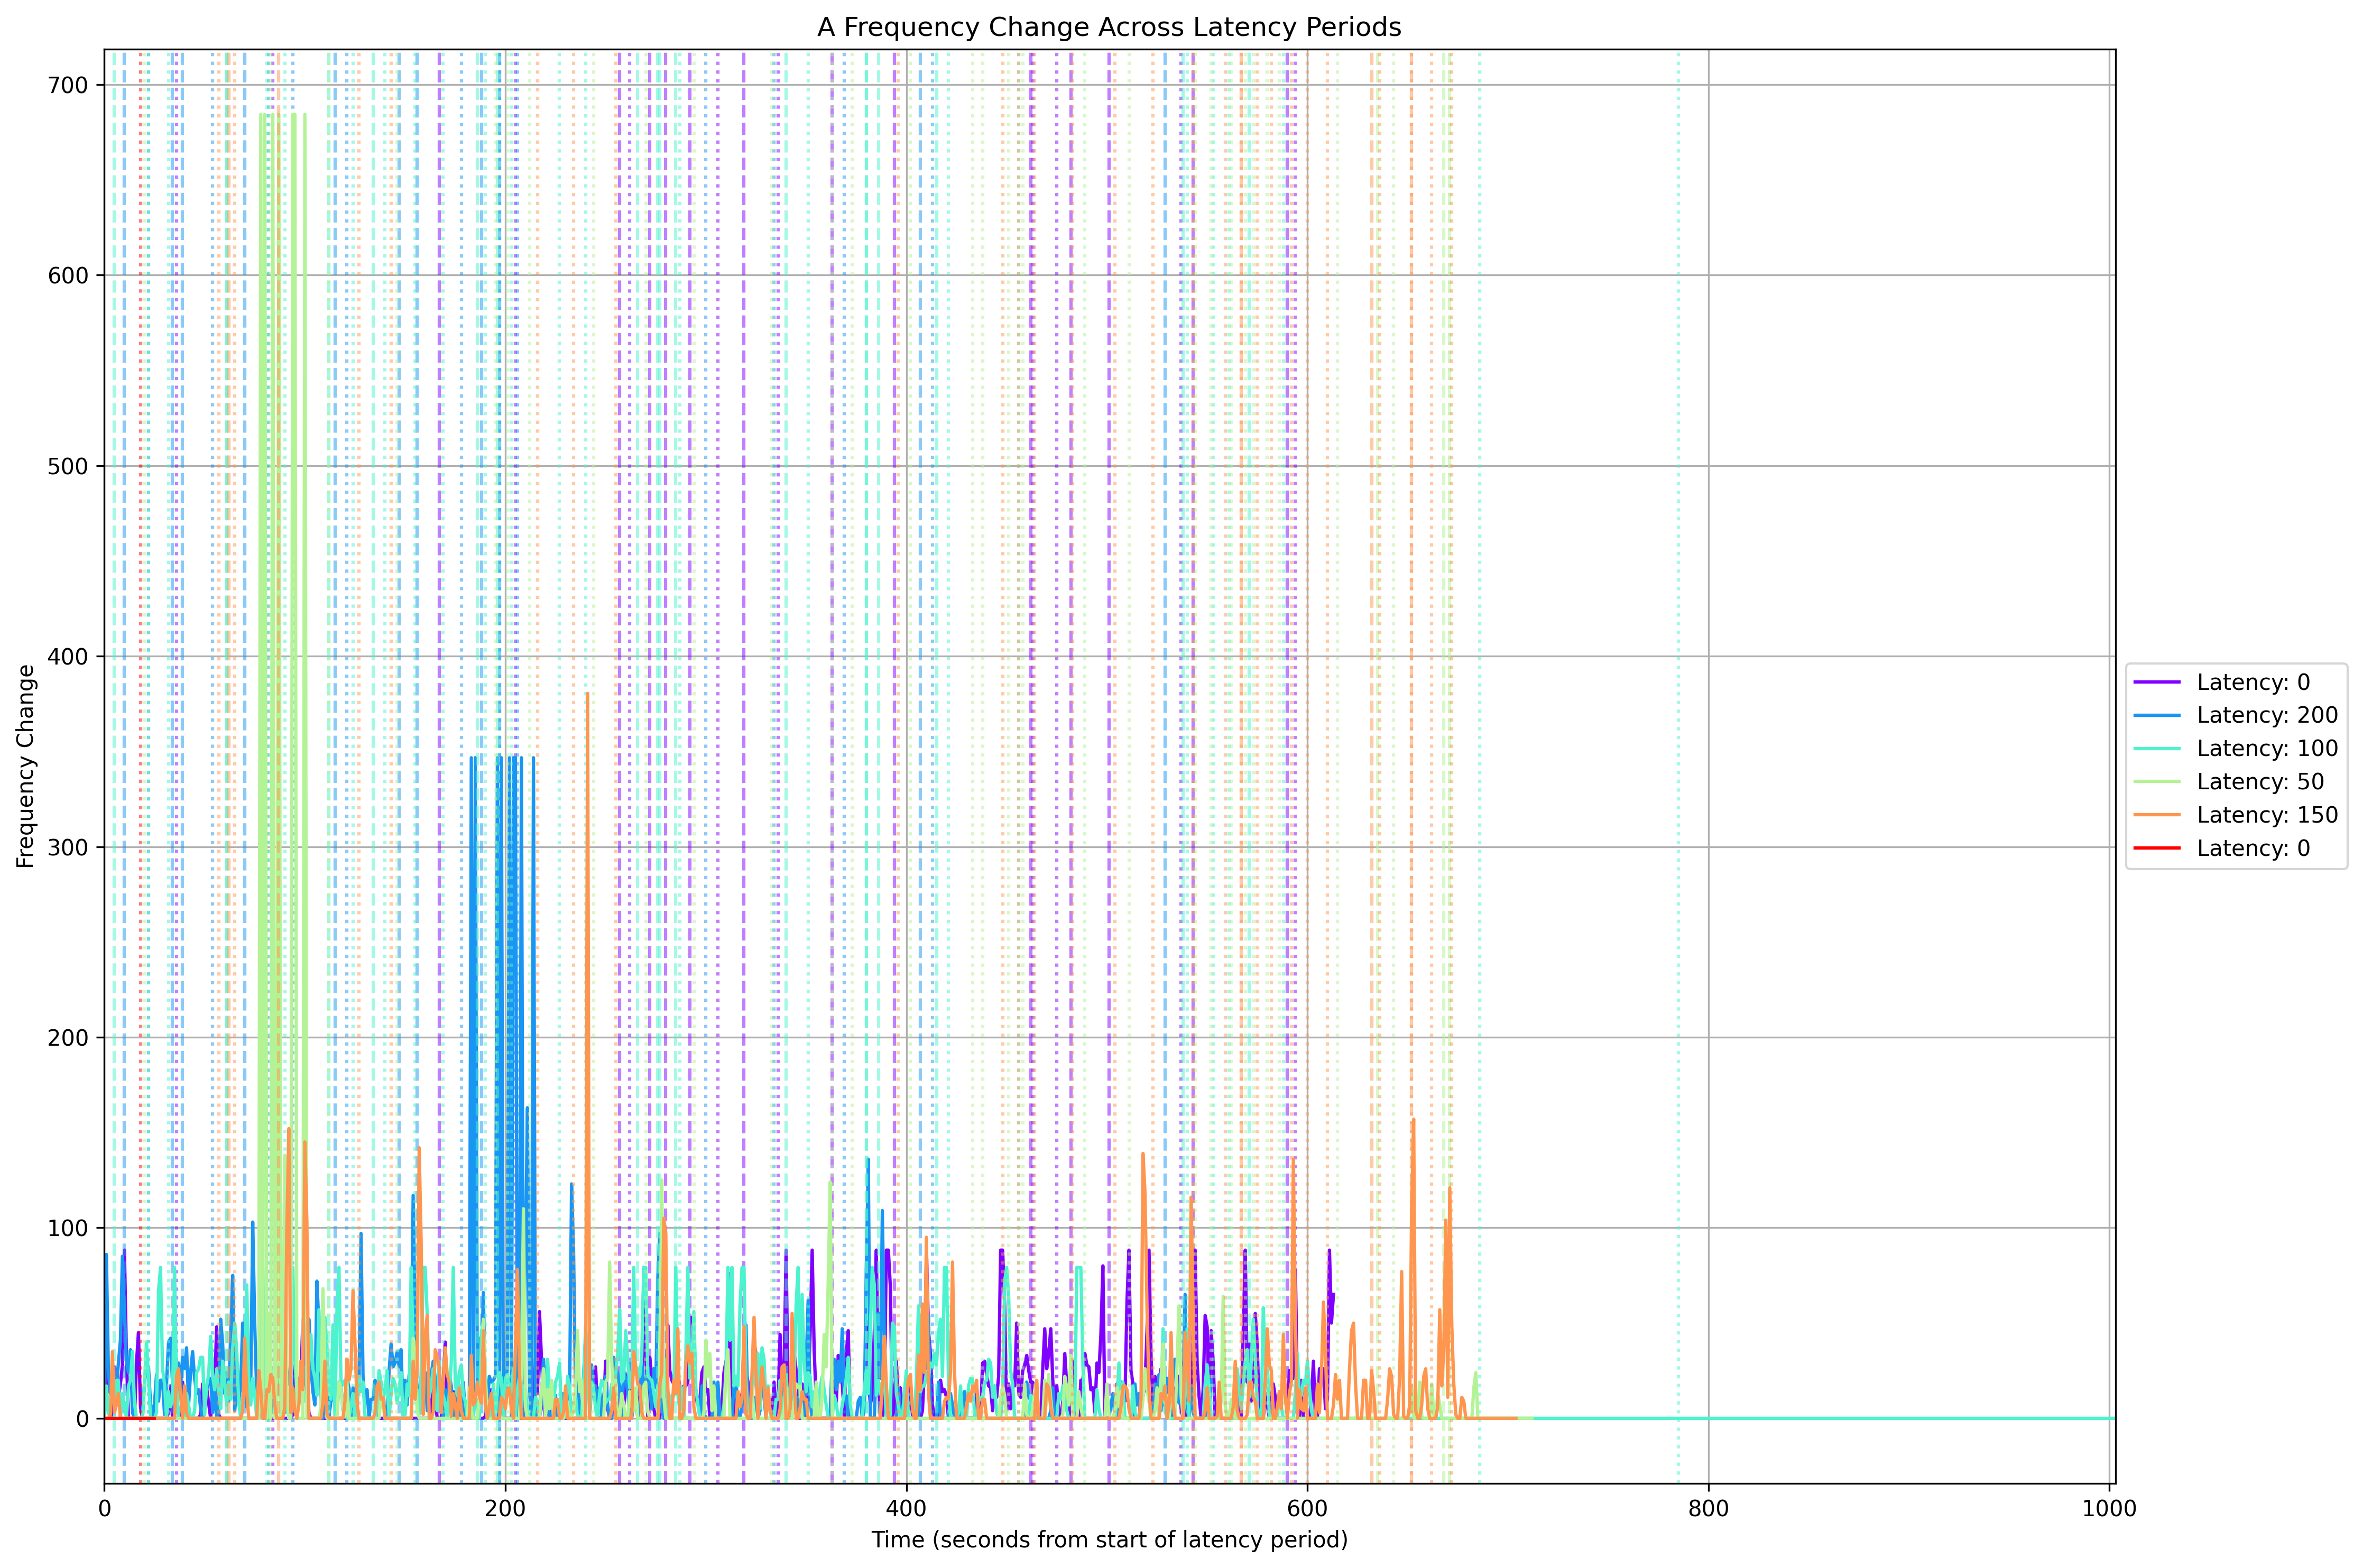 A Frequency Change Across Latency Periods
700
600
500
400
300
200
100
0
Frequency Change
0 200 400 600 800 1000
Time (seconds from start of latency period)
Latency: 0
Latency: 200
Latency: 100
Latency: 50
Latency: 150
Latency: 0